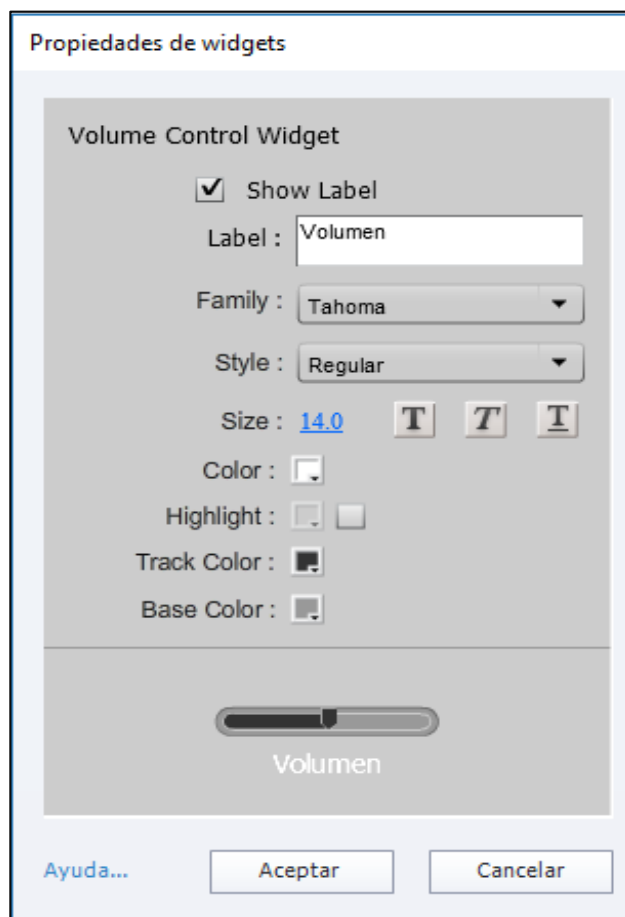 Propiedades de widgets
Volume Control Widget
Show Label
Label : Volumen
Family : Tahoma
Style : Regular
Size : 14.0 T T T
Color :
Highlight :
Track Color :
Base Color :
Volumen
Ayuda... Aceptar Cancelar